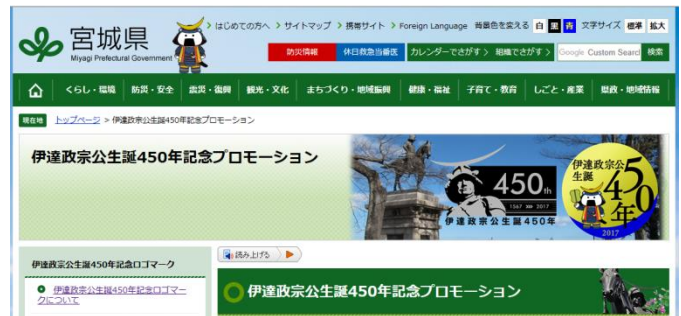 宮城県
Miyagi Prefectural Government
はじめての方へ > サイトマップ > 携帯サイト > Foreign Language 背景色を変える 白 黒 青 文字サイズ 標準 拡大
防災情報 休日救急当番医 カレンダーでさがす > 組織でさがす > Google Custom Searcl 検索
くらし・環境 防災・安全 震災・復興 観光・文化 まちづくり・地域振興 健康・福祉 子育て・教育 しごと・産業 県政・地域情報
現在地 トップページ > 伊達政宗公生誕450年記念プロモーション
伊達政宗公生誕450年記念プロモーション
450th
1567 2017
伊達政宗公生誕450年
伊達政宗公
生誕
450年
2017
伊達政宗公生誕450年記念ロゴマーク
伊達政宗公生誕450年記念ロゴマー
クについて
読み上げる
伊達政宗公生誕450年記念プロモーション